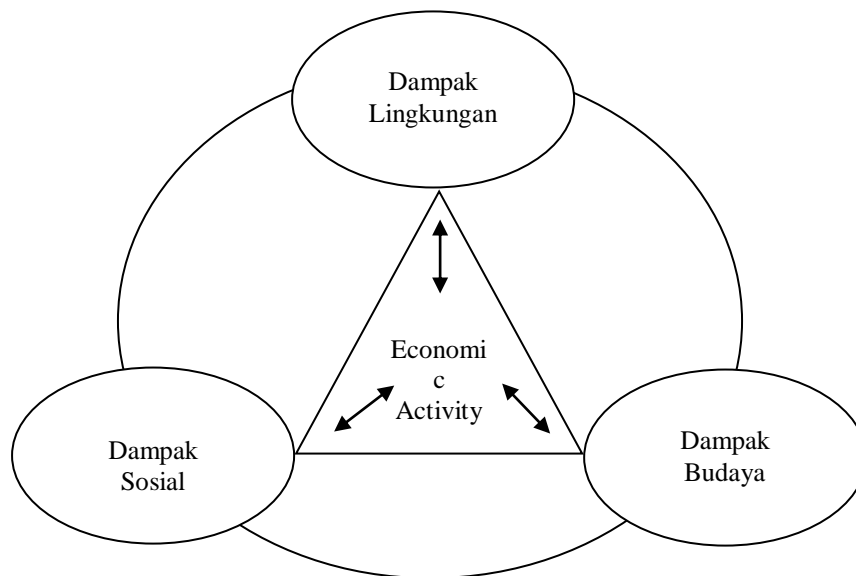 Dampak
Lingkungan
Economi
c
Activity
Dampak
Sosial
Dampak
Budaya